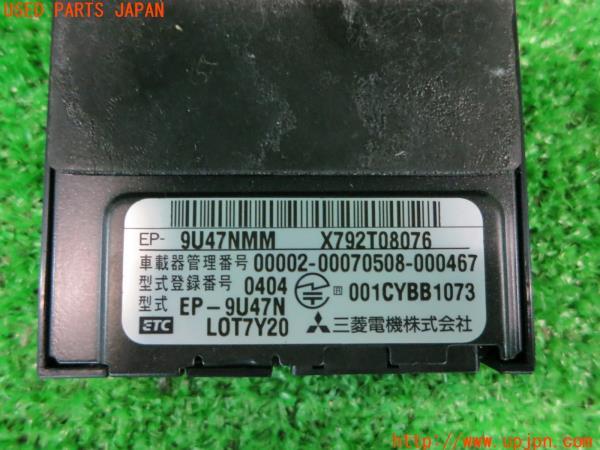 USED PARTS JAPAN
EP- 9U47NMM X792T08076
車載器管理番号 00002-00070508-000467
型式登録番号 0404 R 001CYBB1073
型式 EP-9U47N
ETC LOT7Y20 三菱電機株式会社
http://www.upjpn.com/